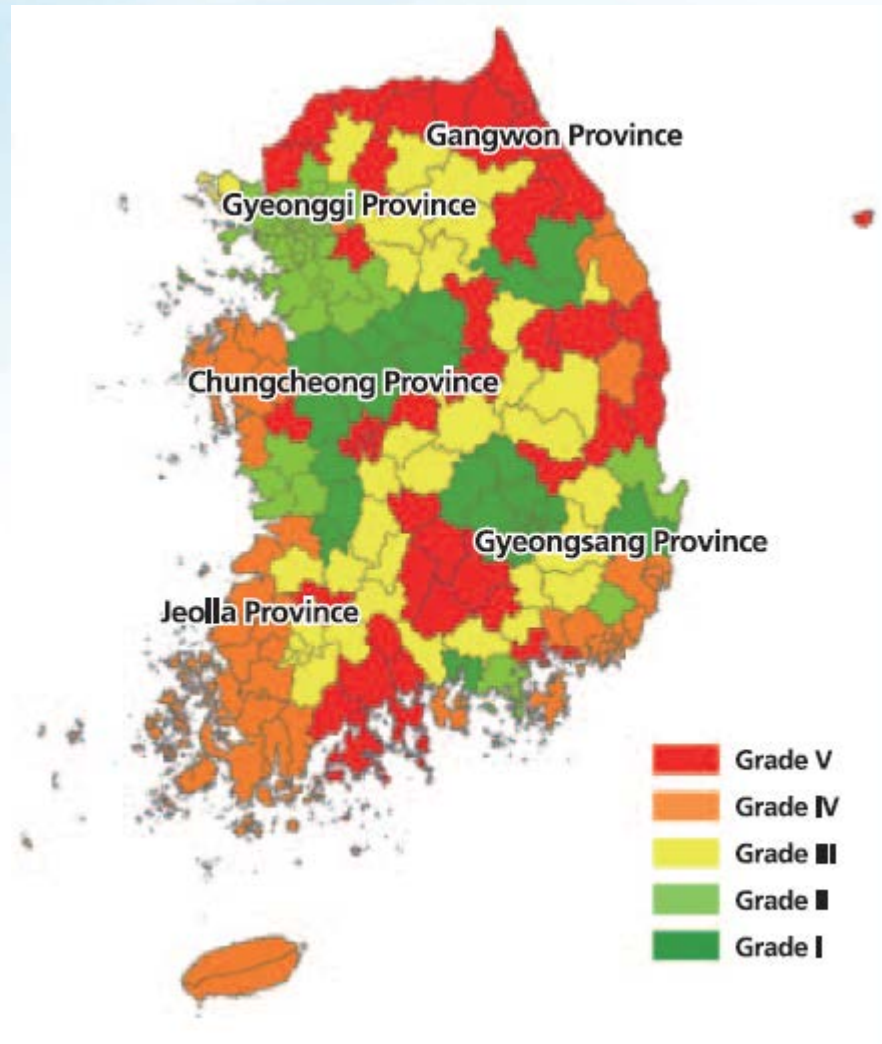 Gangwon Province
Gyeonggi Province
Chungcheong Province
Gyeongsang Province
Jeolla Province
Grade V
Grade IV
Grade III
Grade II
Grade I